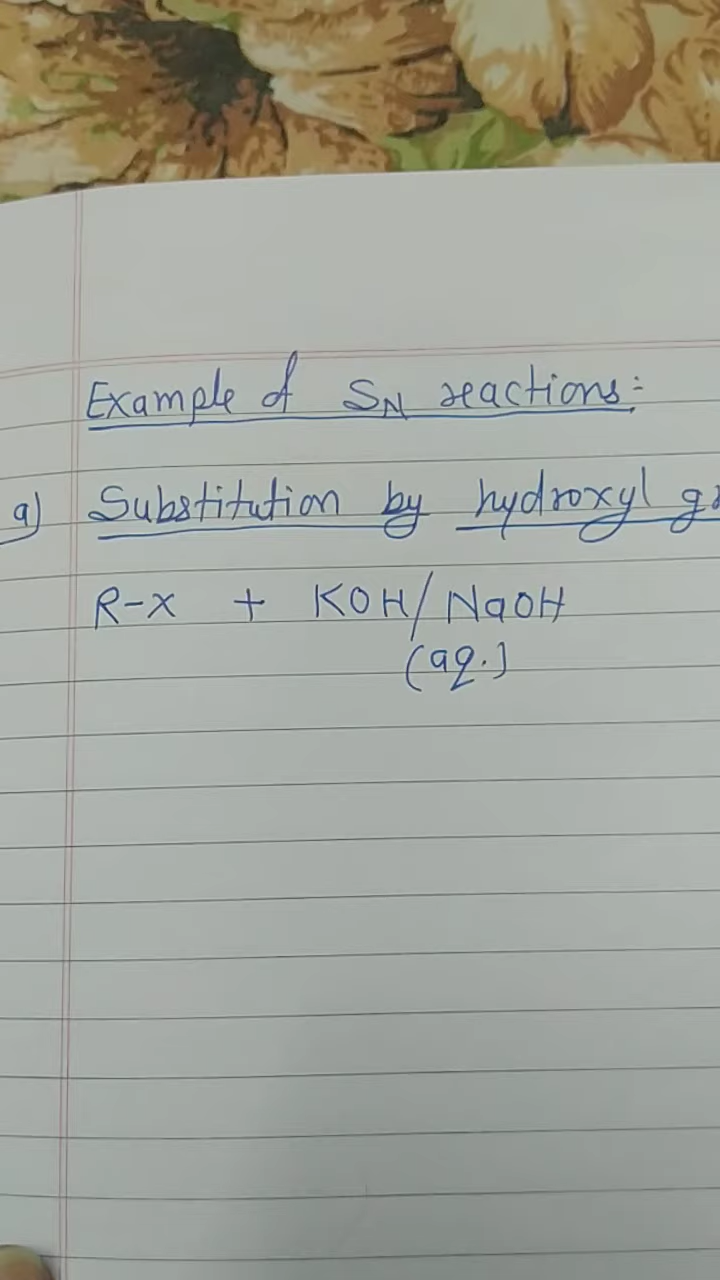 Example of SN reactions:
a) Substitution by hydroxyl
R-X + KOH/NaOH
(aq.)